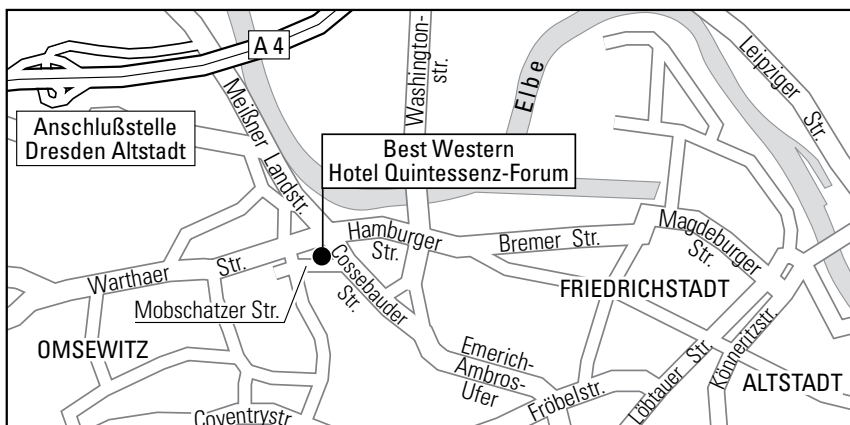 A 4
Washington-
str.
Elbe
Leipziger Str.
Meißner Landstr.
Anschlußstelle
Dresden Altstadt
Best Western
Hotel Quintessenz-Forum
Hamburger
Str.
Bremer Str.
Magdeburger
Str.
Warthaer Str.
Cossebauder
Str.
Mobschatzer Str.
FRIEDRICHSTADT
OMSEWITZ
Emerich-
Ambros-
Ufer
Fröbelstr.
Löbtauer Str.
Könneritzstr.
ALTSTADT
Coventrystr.